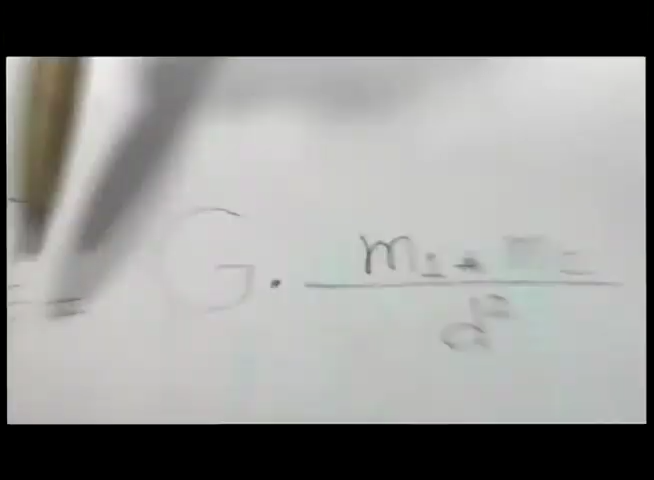 = G · m₁ · m₂
d²